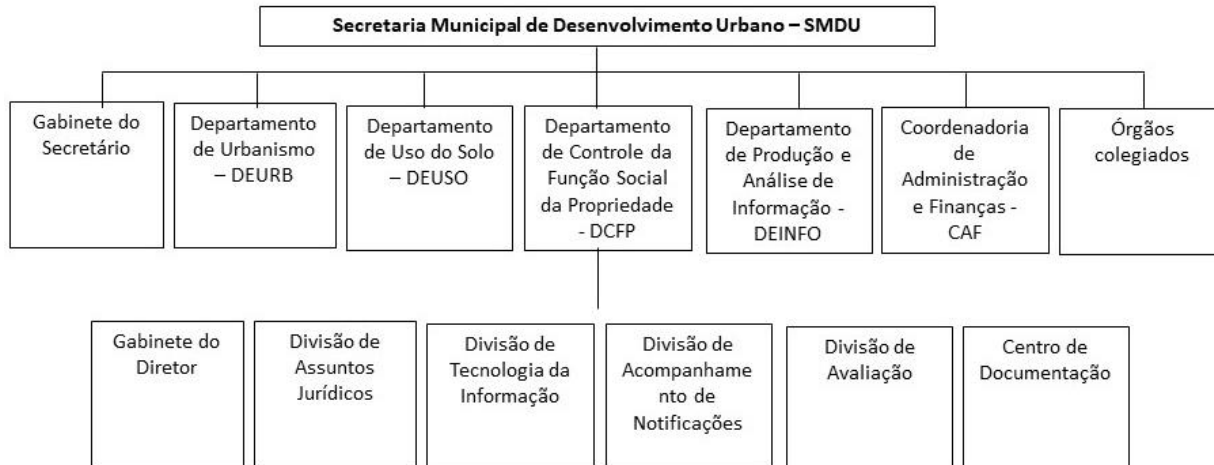 Secretaria Municipal de Desenvolvimento Urbano – SMDU
Gabinete do
Secretário
Departamento
de Urbanismo
– DEURB
Departamento
de Uso do Solo
– DEUSO
Departamento
de Controle da
Função Social
da Propriedade
- DCFP
Departamento
de Produção e
Análise de
Informação -
DEINFO
Coordenadoria
de
Administração
e Finanças -
CAF
Órgãos
colegiados
Gabinete do
Diretor
Divisão de
Assuntos
Jurídicos
Divisão de
Tecnologia da
Informação
Divisão de
Acompanhame
nto de
Notificações
Divisão de
Avaliação
Centro de
Documentação